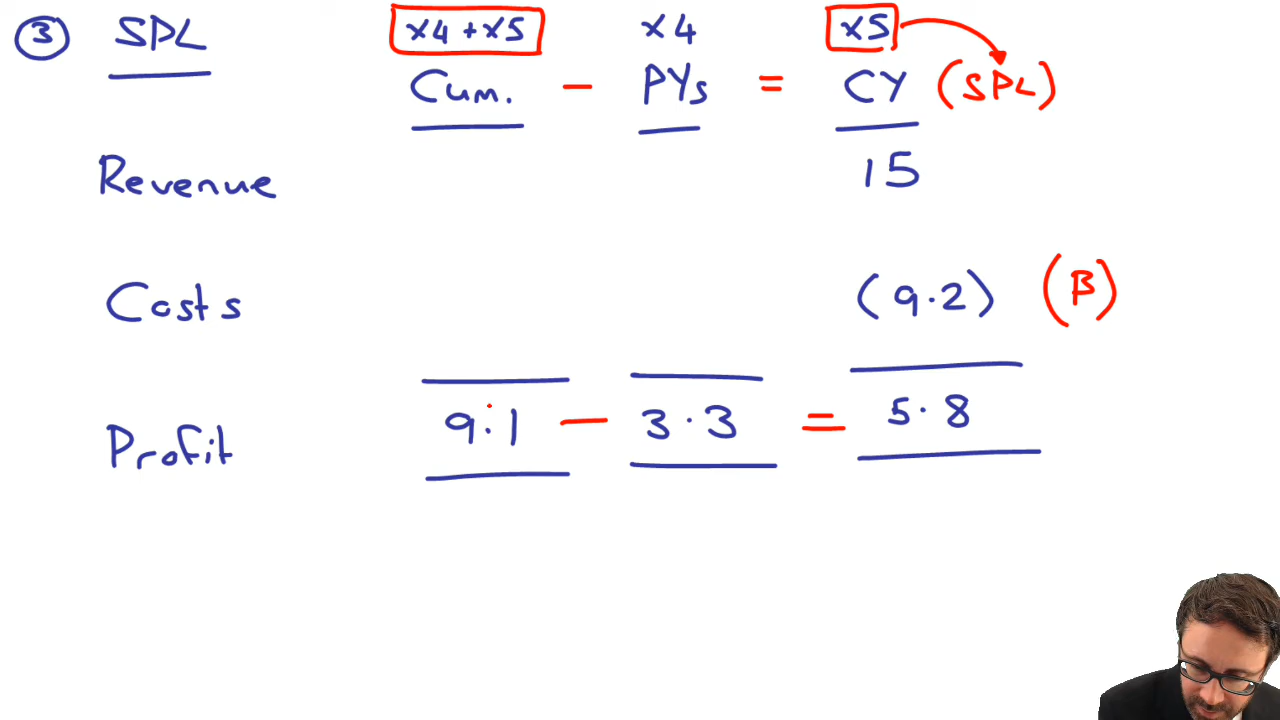 3 SPL x4+x5 x4 x5
Cum. - PYs = CY (SPL)
Revenue 15
Costs (9.2) (B)
Profit 9.1 - 3.3 = 5.8